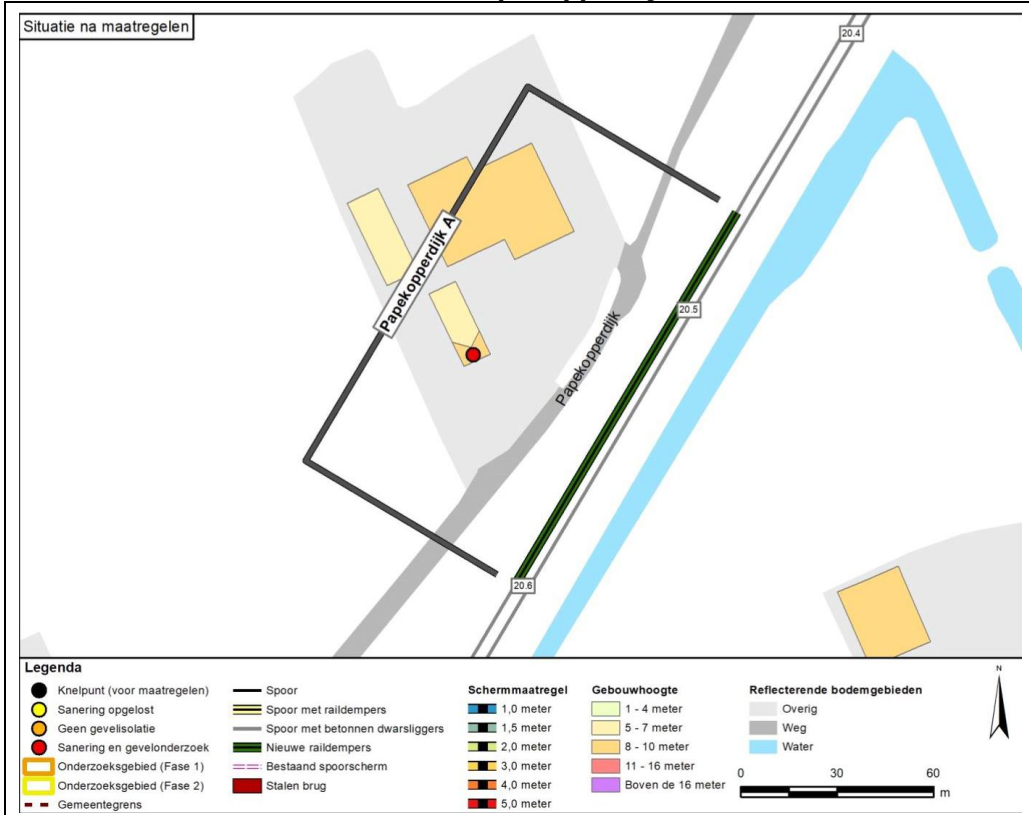 Situatie na maatregelen
20.4
Papekopperdijk A
20.5
Papekopperdijk
20.6
Legenda
Knelpunt (voor maatregelen)
Sanering opgelost
Geen gevelisolatie
Sanering en gevelonderzoek
Onderzoeksgebied (Fase 1)
Onderzoeksgebied (Fase 2)
Gemeentegrens
Spoor
Spoor met raildempers
Spoor met betonnen dwarsliggers
Nieuwe raildempers
Bestaand spoorscherm
Stalen brug
Schermmaatregel
1,0 meter
1,5 meter
2,0 meter
3,0 meter
4,0 meter
5,0 meter
Gebouwhoogte
1 - 4 meter
5 - 7 meter
8 - 10 meter
11 - 16 meter
Boven de 16 meter
Reflecterende bodemgebieden
Overig
Weg
Water
N
0 30 60
m